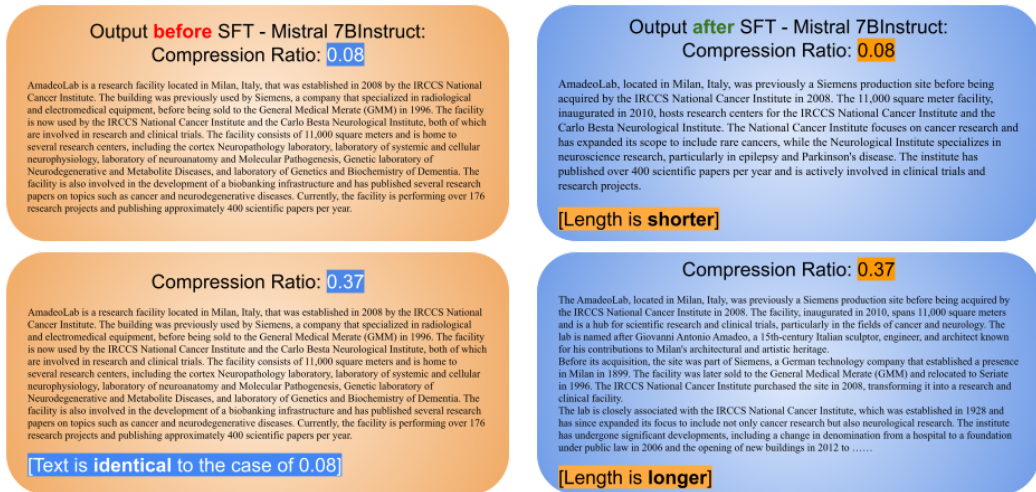 Output before SFT - Mistral 7BInstruct:
Compression Ratio: 0.08
AmadeoLab is a research facility located in Milan, Italy, that was established in 2008 by the IRCCS National
Cancer Institute. The building was previously used by Siemens, a company that specialized in radiological
and electromedical equipment, before being sold to the General Medical Merate (GMM) in 1996. The facility
is now used by the IRCCS National Cancer Institute and the Carlo Besta Neurological Institute, both of which
are involved in research and clinical trials. The facility consists of 11,000 square meters and is home to
several research centers, including the cortex Neuropathology laboratory, laboratory of systemic and cellular
neurophysiology, laboratory of neuroanatomy and Molecular Pathogenesis, Genetic laboratory of
Neurodegenerative and Metabolite Diseases, and laboratory of Genetics and Biochemistry of Dementia. The
facility is also involved in the development of a biobanking infrastructure and has published several research
papers on topics such as cancer and neurodegenerative diseases. Currently, the facility is performing over 176
research projects and publishing approximately 400 scientific papers per year.
Output after SFT - Mistral 7BInstruct:
Compression Ratio: 0.08
AmadeoLab, located in Milan, Italy, was previously a Siemens production site before being
acquired by the IRCCS National Cancer Institute in 2008. The 11,000 square meter facility,
inaugurated in 2010, hosts research centers for the IRCCS National Cancer Institute and the
Carlo Besta Neurological Institute. The National Cancer Institute focuses on cancer research and
has expanded its scope to include rare cancers, while the Neurological Institute specializes in
neuroscience research, particularly in epilepsy and Parkinson's disease. The institute has
published over 400 scientific papers per year and is actively involved in clinical trials and
research projects.
[Length is shorter]
Compression Ratio: 0.37
AmadeoLab is a research facility located in Milan, Italy, that was established in 2008 by the IRCCS National
Cancer Institute. The building was previously used by Siemens, a company that specialized in radiological
and electromedical equipment, before being sold to the General Medical Merate (GMM) in 1996. The facility
is now used by the IRCCS National Cancer Institute and the Carlo Besta Neurological Institute, both of which
are involved in research and clinical trials. The facility consists of 11,000 square meters and is home to
several research centers, including the cortex Neuropathology laboratory, laboratory of systemic and cellular
neurophysiology, laboratory of neuroanatomy and Molecular Pathogenesis, Genetic laboratory of
Neurodegenerative and Metabolite Diseases, and laboratory of Genetics and Biochemistry of Dementia. The
facility is also involved in the development of a biobanking infrastructure and has published several research
papers on topics such as cancer and neurodegenerative diseases. Currently, the facility is performing over 176
research projects and publishing approximately 400 scientific papers per year.
[Text is identical to the case of 0.08]
Compression Ratio: 0.37
The AmadeoLab, located in Milan, Italy, was previously a Siemens production site before being acquired by
the IRCCS National Cancer Institute in 2008. The facility, inaugurated in 2010, spans 11,000 square meters
and is a hub for scientific research and clinical trials, particularly in the fields of cancer and neurology. The
lab is named after Giovanni Antonio Amadeo, a 15th-century Italian sculptor, engineer, and architect known
for his contributions to Milan's architectural and artistic heritage.
Before its acquisition, the site was part of Siemens, a German technology company that established a presence
in Milan in 1899. The facility was later sold to the General Medical Merate (GMM) and relocated to Seriate
in 1996. The IRCCS National Cancer Institute purchased the site in 2008, transforming it into a research and
clinical facility.
The lab is closely associated with the IRCCS National Cancer Institute, which was established in 1928 and
has since expanded its focus to include not only cancer research but also neurological research. The institute
has undergone significant developments, including a change in denomination from a hospital to a foundation
under public law in 2006 and the opening of new buildings in 2012 to ……
[Length is longer]